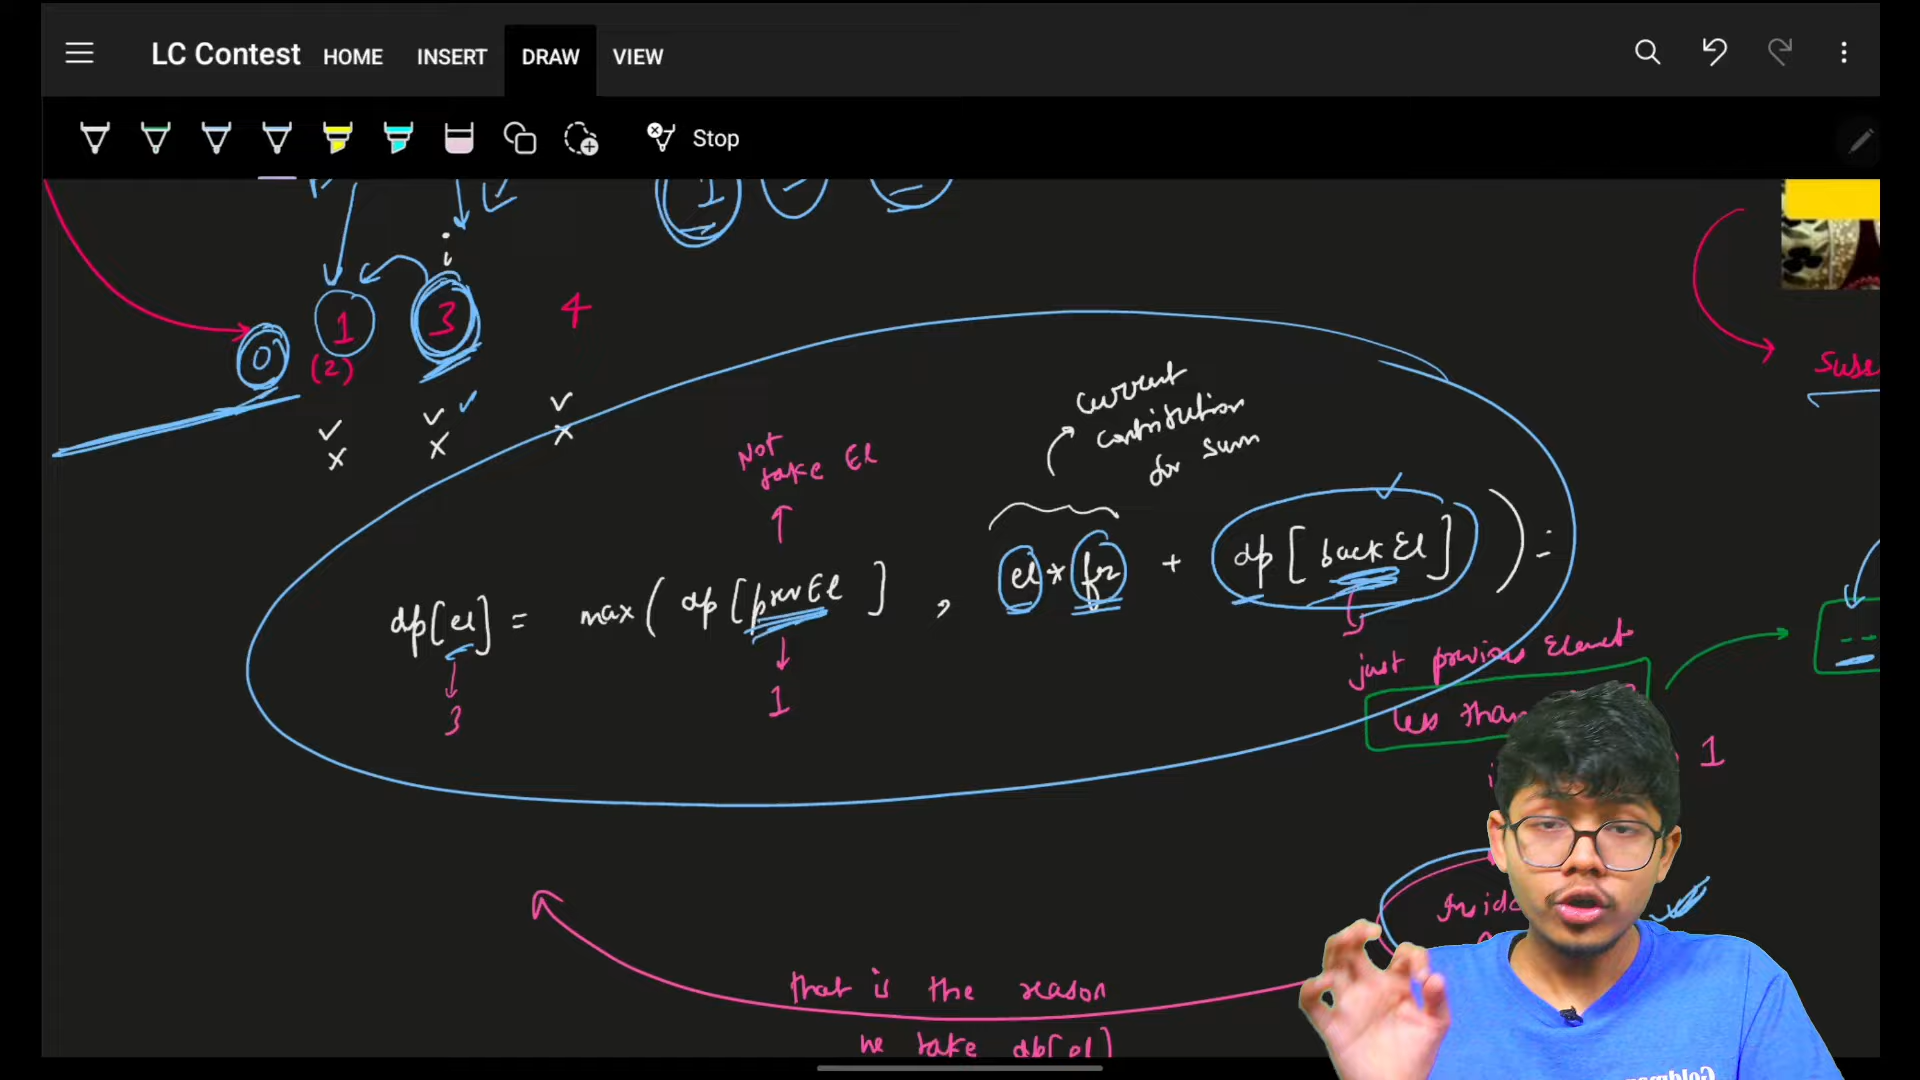 LC Contest HOME INSERT DRAW VIEW
Stop
1
i
0 1 3 4
(2)
current
contribution
for sum
Not
take El
dp[el] = max( dp[prevEl] , el * fr + dp[backEl] ) =
3
1
just previous Element
less than
1
that is the reason
we take dp[el]